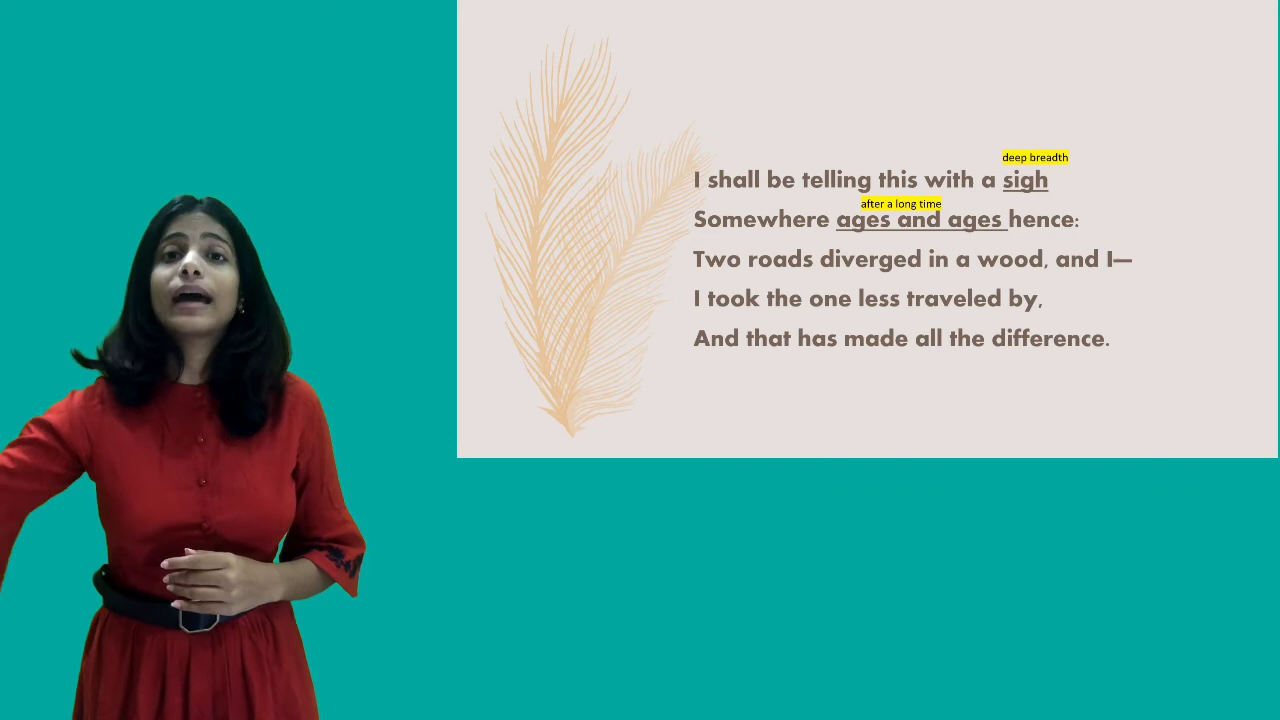 deep breadth
I shall be telling this with a sigh
after a long time
Somewhere ages and ages hence:
Two roads diverged in a wood, and I—
I took the one less traveled by,
And that has made all the difference.